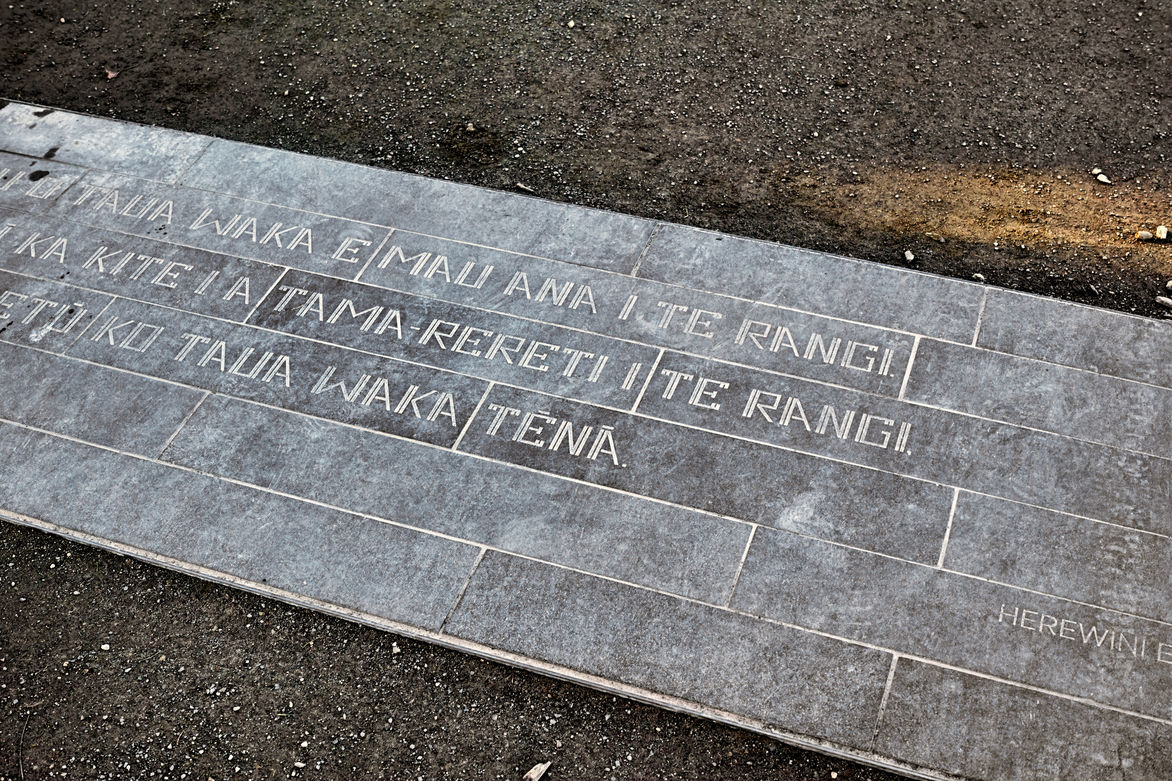 O TAUA WAKA E MAU ANA I TE RANGI.
KA KITE I A TAMA-RERETI I TE RANGI,
KO TAUA WAKA TĒNĀ.
HEREWINI